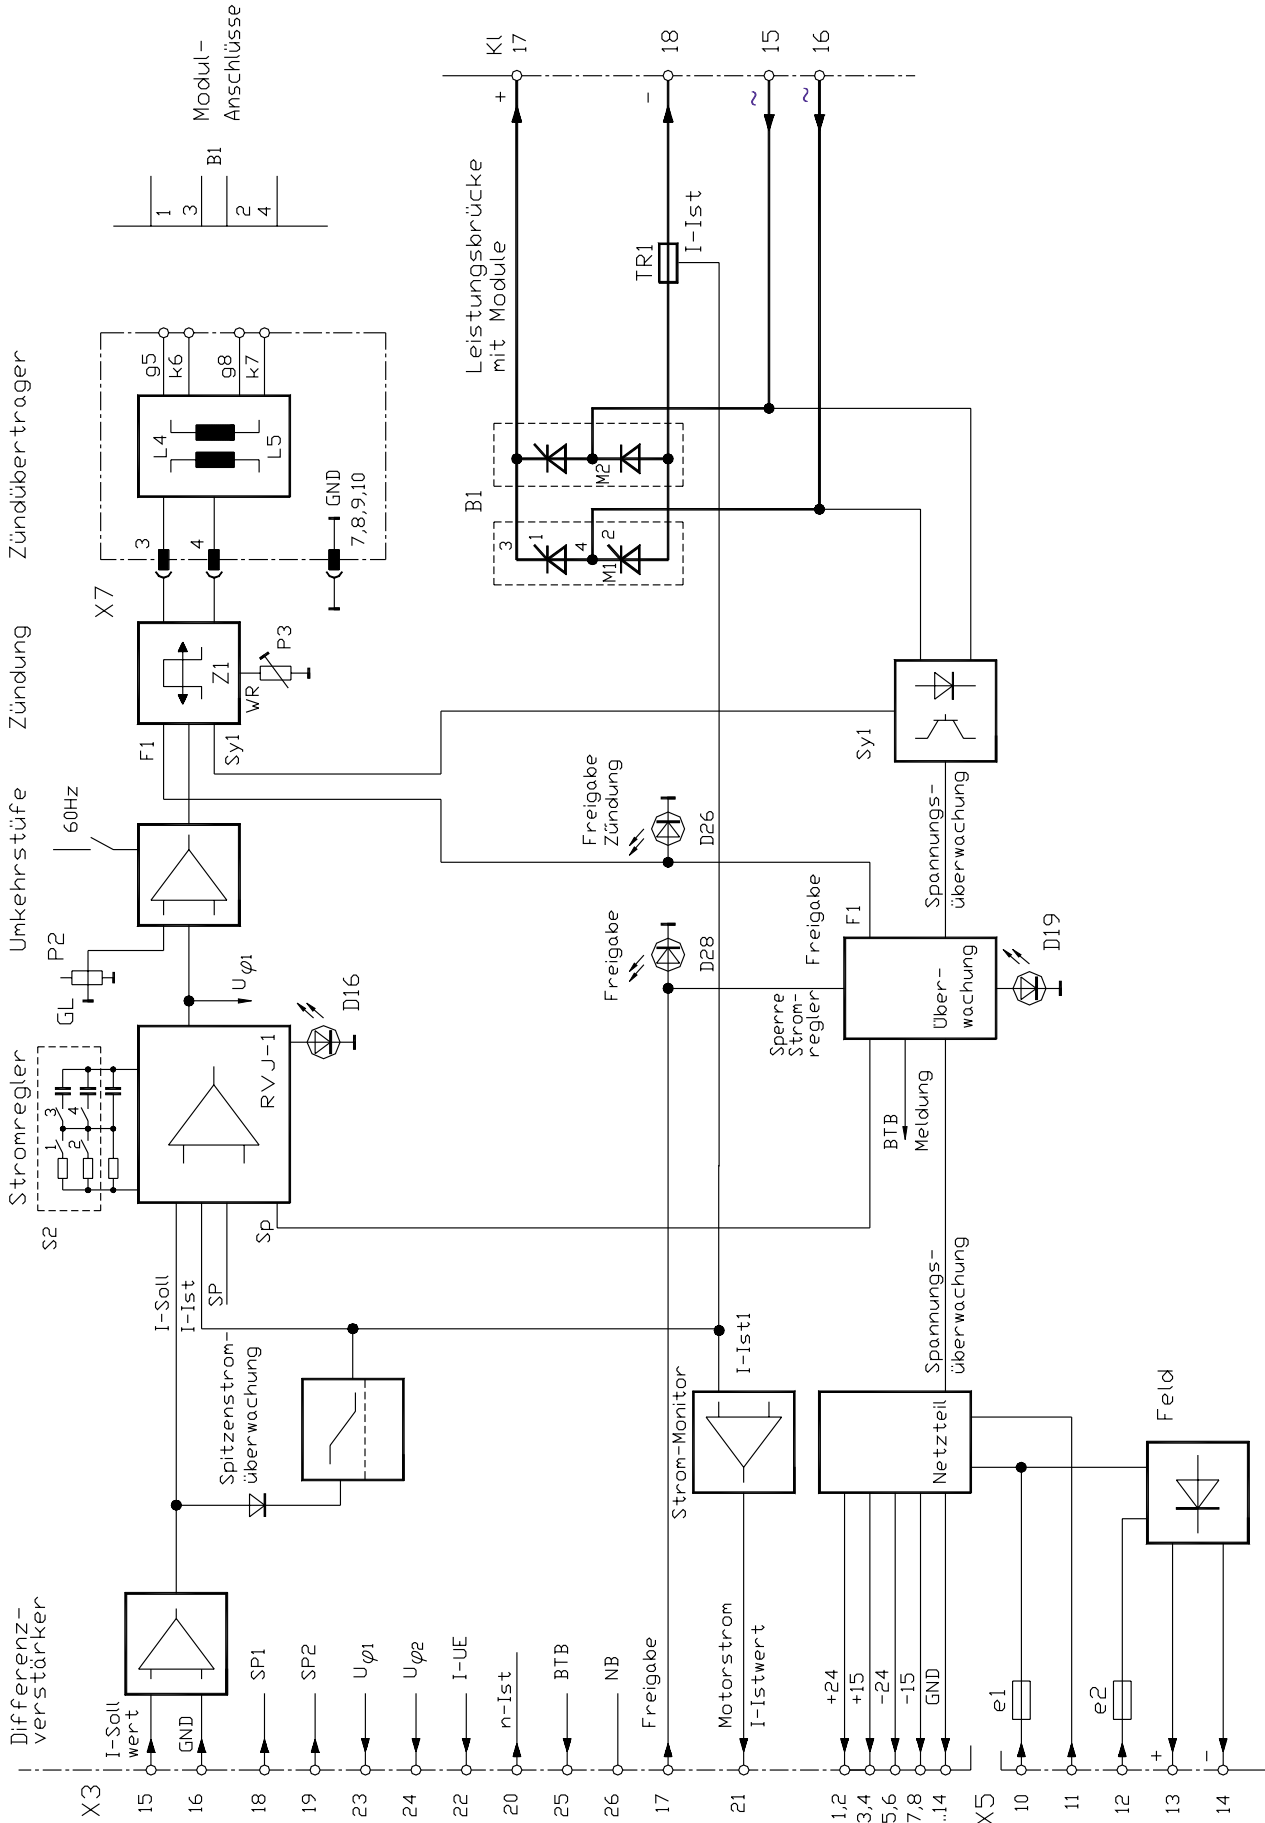 Differenz-
verstärker
Stromregler
Umkehrstüfe
Zündung
Zündübertrager
Modul-
Anschlüsse
X3
15
I-Soll
wert
16
GND
18
SP1
19
SP2
23
Uφ1
24
Uφ2
22
I-UE
20
n-Ist
25
BTB
26
NB
17
Freigabe
21
Motorstrom
I-Istwert
1,2
+24
3,4
+15
5,6
-24
7,8
-15
..14
GND
X5
10
e1
11
12
e2
13
+
14
-
I-Soll
I-Ist
SP
Sp
Spitzenstrom-
überwachung
Strom-Monitor
I-Ist1
Netzteil
Spannungs-
überwachung
Feld
S2
1
2
3
4
RVJ-1
D16
Uφ1
GL
P2
60Hz
F1
Sy1
Z1
WR
P3
X7
3
4
GND
7,8,9,10
L4
L5
g5
k6
g8
k7
1
3
2
4
B1
BTB
Meldung
Sperre
Strom-
regler
Freigabe
F1
Über-
wachung
D19
Freigabe
D28
Freigabe
Zündung
D26
Spannungs-
überwachung
Sy1
B1
3
1
4
2
M1
M2
Leistungsbrücke
mit Module
TR1
I-Ist
Kl
17
+
18
-
15
~
16
~